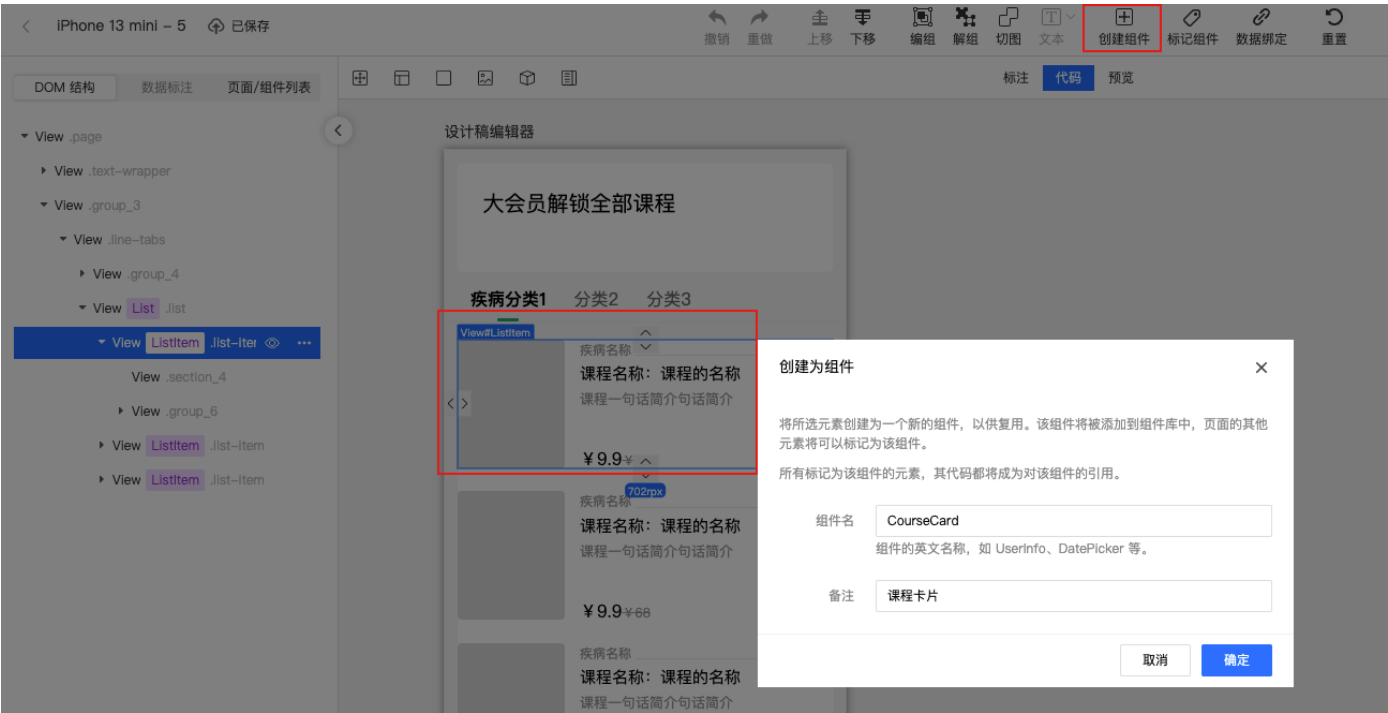 iPhone 13 mini – 5 已保存
撤销 重做 上移 下移 编组 解组 切图 文本 创建组件 标记组件 数据绑定 重置
DOM 结构 数据标注 页面/组件列表
标注 代码 预览
View .page
View .text-wrapper
View .group_3
View .line-tabs
View .group_4
View List .list
View ListItem .list-iter
View .section_4
View .group_6
View ListItem .list-item
View ListItem .list-item
设计稿编辑器
大会员解锁全部课程
疾病分类1 分类2 分类3
View#ListItem
疾病名称
课程名称：课程的名称
课程一句话简介句话简介
¥9.9¥
702rpx
疾病名称
课程名称：课程的名称
课程一句话简介句话简介
¥9.9¥68
疾病名称
课程名称：课程的名称
课程一句话简介句话简介
创建为组件
将所选元素创建为一个新的组件，以供复用。该组件将被添加到组件库中，页面的其他
元素将可以标记为该组件。
所有标记为该组件的元素，其代码都将成为对该组件的引用。
组件名 CourseCard
组件的英文名称，如 UserInfo、DatePicker 等。
备注 课程卡片
取消 确定